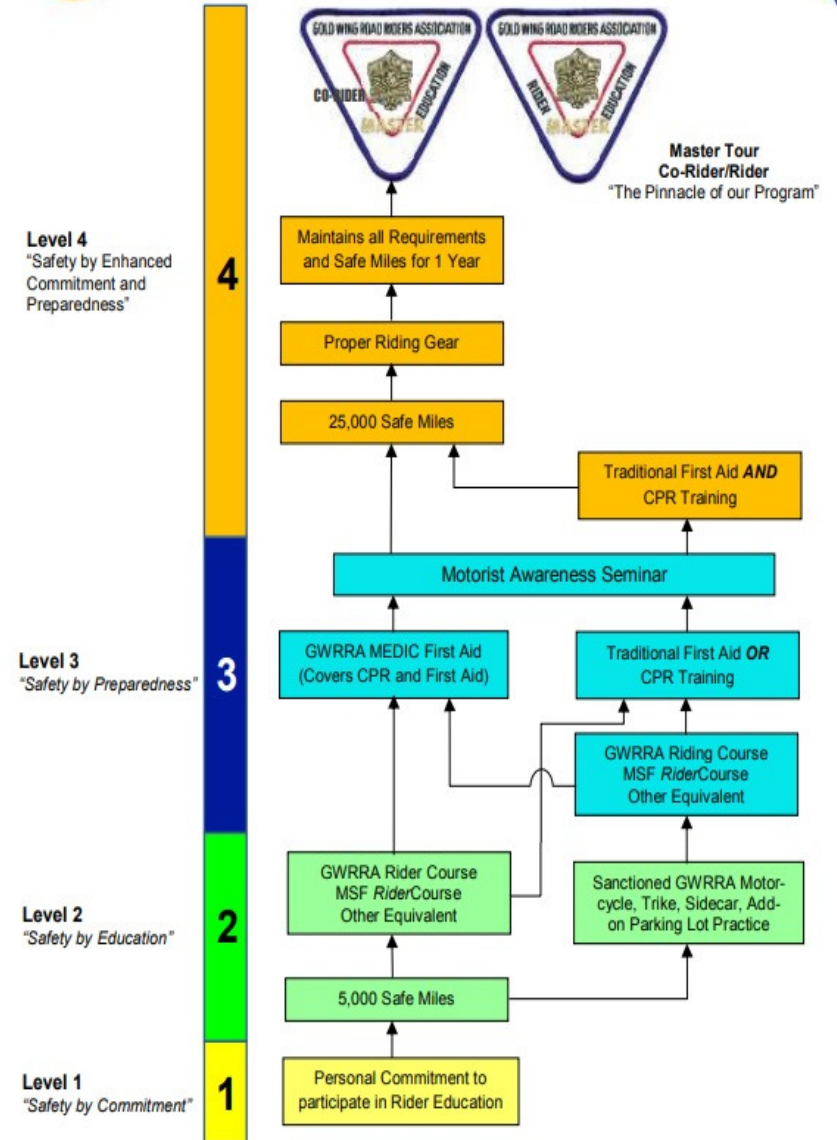 GOLD WING ROAD RIDERS ASSOCIATION
CO-RIDER
EDUCATION
MASTER
GOLD WING ROAD RIDERS ASSOCIATION
RIDER
EDUCATION
MASTER
Master Tour
Co-Rider/Rider
“The Pinnacle of our Program”
Level 4
“Safety by Enhanced
Commitment and
Preparedness”
4
Maintains all Requirements
and Safe Miles for 1 Year
Proper Riding Gear
25,000 Safe Miles
Traditional First Aid AND
CPR Training
Motorist Awareness Seminar
Level 3
“Safety by Preparedness”
3
GWRRA MEDIC First Aid
(Covers CPR and First Aid)
Traditional First Aid OR
CPR Training
GWRRA Riding Course
MSF RiderCourse
Other Equivalent
Level 2
“Safety by Education”
2
GWRRA Rider Course
MSF RiderCourse
Other Equivalent
Sanctioned GWRRA Motor-
cycle, Trike, Sidecar, Add-
on Parking Lot Practice
5,000 Safe Miles
Level 1
“Safety by Commitment”
1
Personal Commitment to
participate in Rider Education